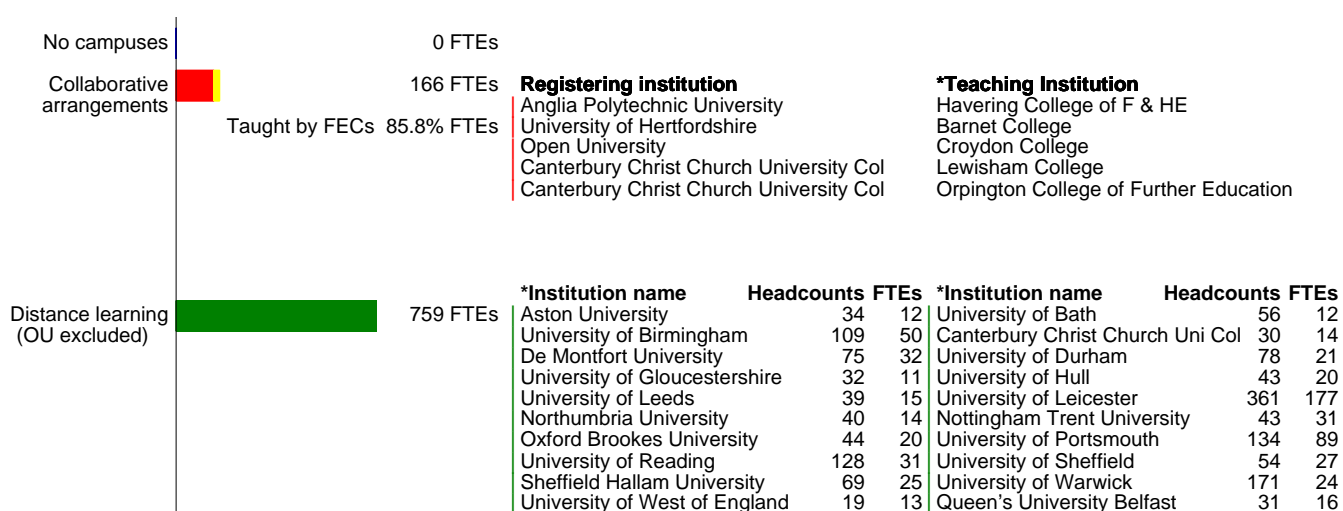 No campuses 0 FTEs
Collaborative arrangements 166 FTEs Registering institution *Teaching Institution
Anglia Polytechnic University Havering College of F & HE
Taught by FECs 85.8% FTEs University of Hertfordshire Barnet College
Open University Croydon College
Canterbury Christ Church University Col Lewisham College
Canterbury Christ Church University Col Orpington College of Further Education
*Institution name Headcounts FTEs *Institution name Headcounts FTEs
Distance learning (OU excluded) 759 FTEs Aston University 34 12 University of Bath 56 12
University of Birmingham 109 50 Canterbury Christ Church Uni Col 30 14
De Montfort University 75 32 University of Durham 78 21
University of Gloucestershire 32 11 University of Hull 43 20
University of Leeds 39 15 University of Leicester 361 177
Northumbria University 40 14 Nottingham Trent University 43 31
Oxford Brookes University 44 20 University of Portsmouth 134 89
University of Reading 128 31 University of Sheffield 54 27
Sheffield Hallam University 69 25 University of Warwick 171 24
University of West of England 19 13 Queen's University Belfast 31 16